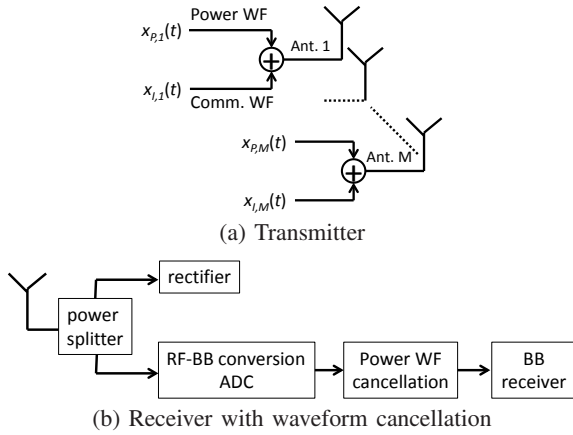 Power WF
x_{P,1}(t)
Ant. 1
x_{I,1}(t)
Comm. WF
x_{P,M}(t)
Ant. M
x_{I,M}(t)
(a) Transmitter
rectifier
power
splitter
RF-BB conversion
ADC
Power WF
cancellation
BB
receiver
(b) Receiver with waveform cancellation